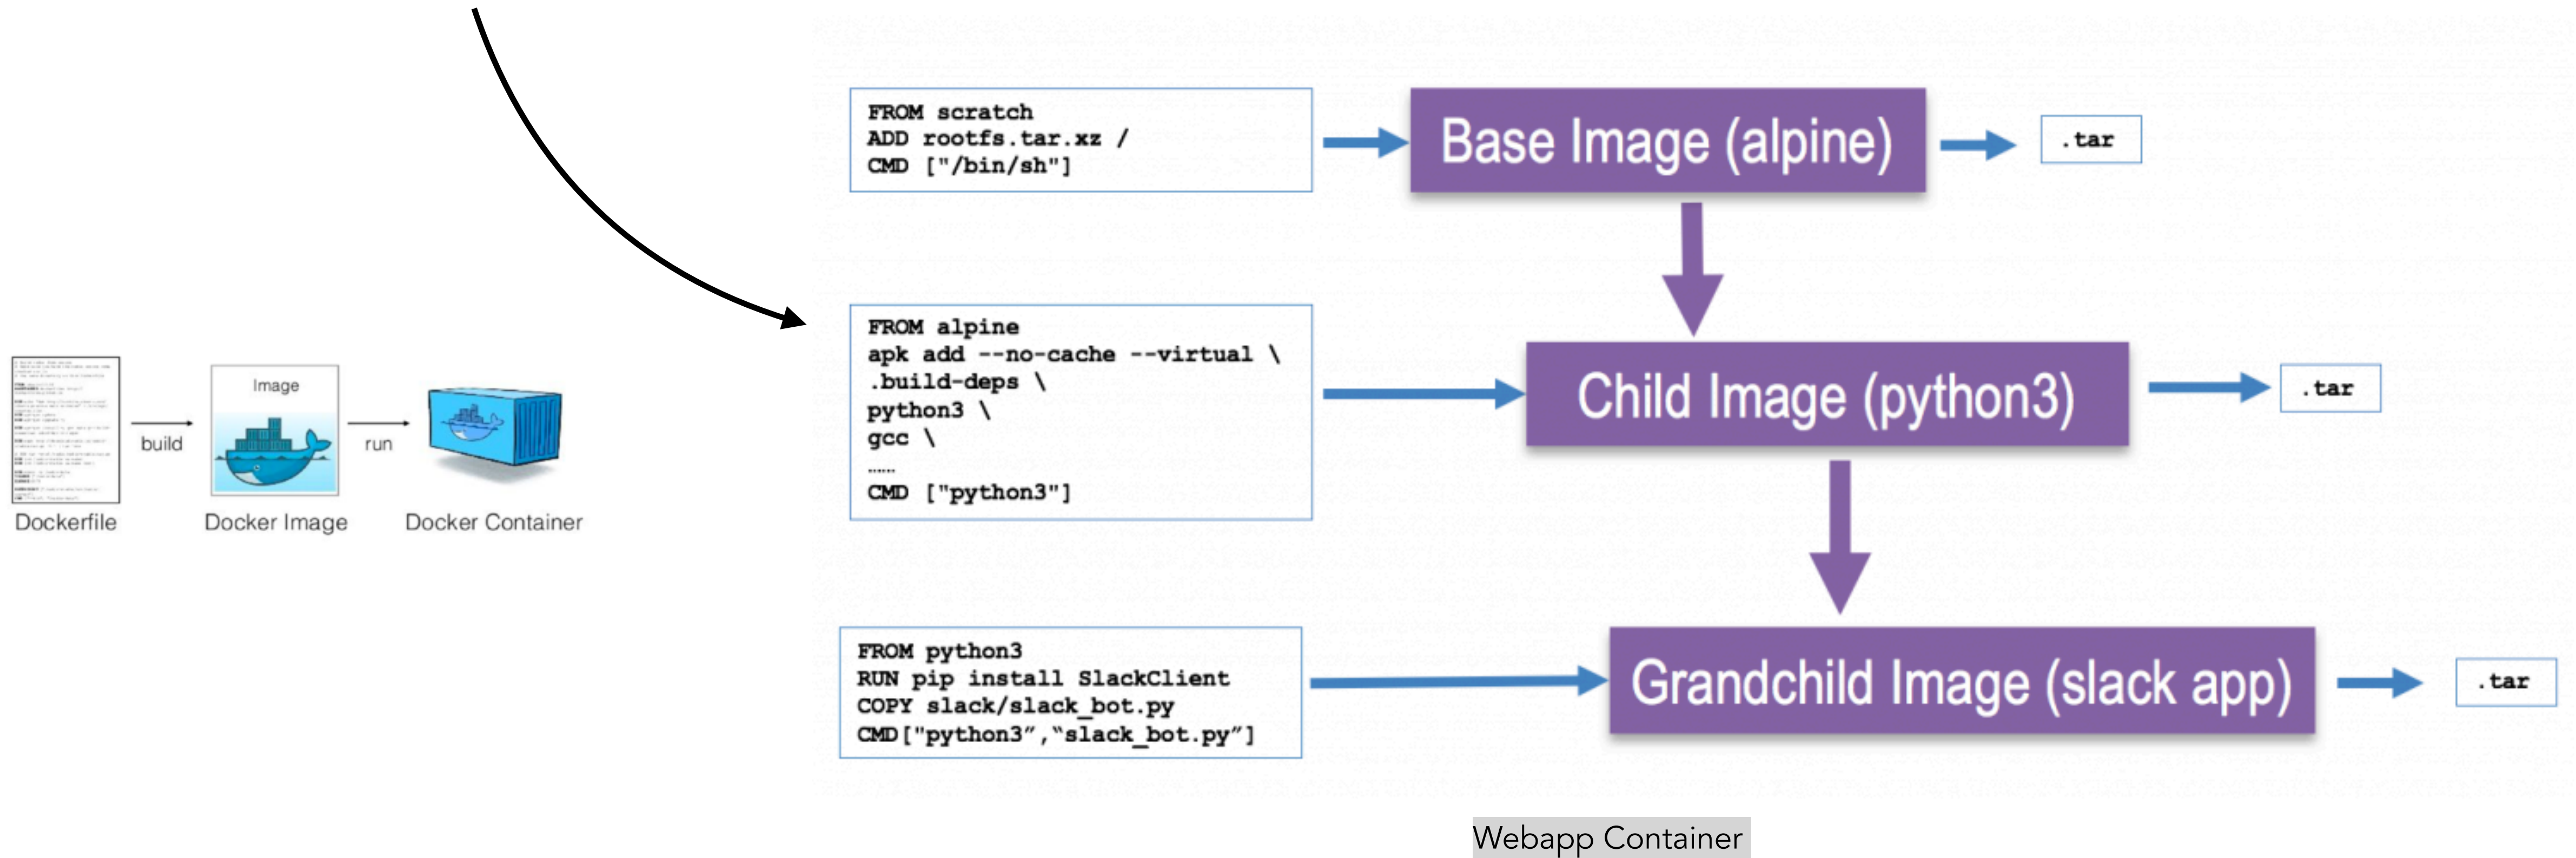 FROM scratch
ADD rootfs.tar.xz /
CMD ["/bin/sh"]
Base Image (alpine)
.tar
FROM alpine
apk add --no-cache --virtual \
.build-deps \
python3 \
gcc \
……
CMD ["python3"]
Child Image (python3)
.tar
Image
build
run
Dockerfile
Docker Image
Docker Container
FROM python3
RUN pip install SlackClient
COPY slack/slack_bot.py
CMD["python3”,“slack_bot.py”]
Grandchild Image (slack app)
.tar
Webapp Container